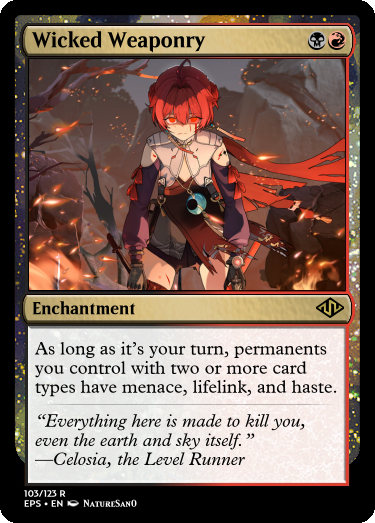 Wicked Weaponry
Enchantment
As long as it's your turn, permanents
you control with two or more card
types have menace, lifelink, and haste.
“Everything here is made to kill you,
even the earth and sky itself.”
—Celosia, the Level Runner
103/123 R
EPS • EN NatureSan0